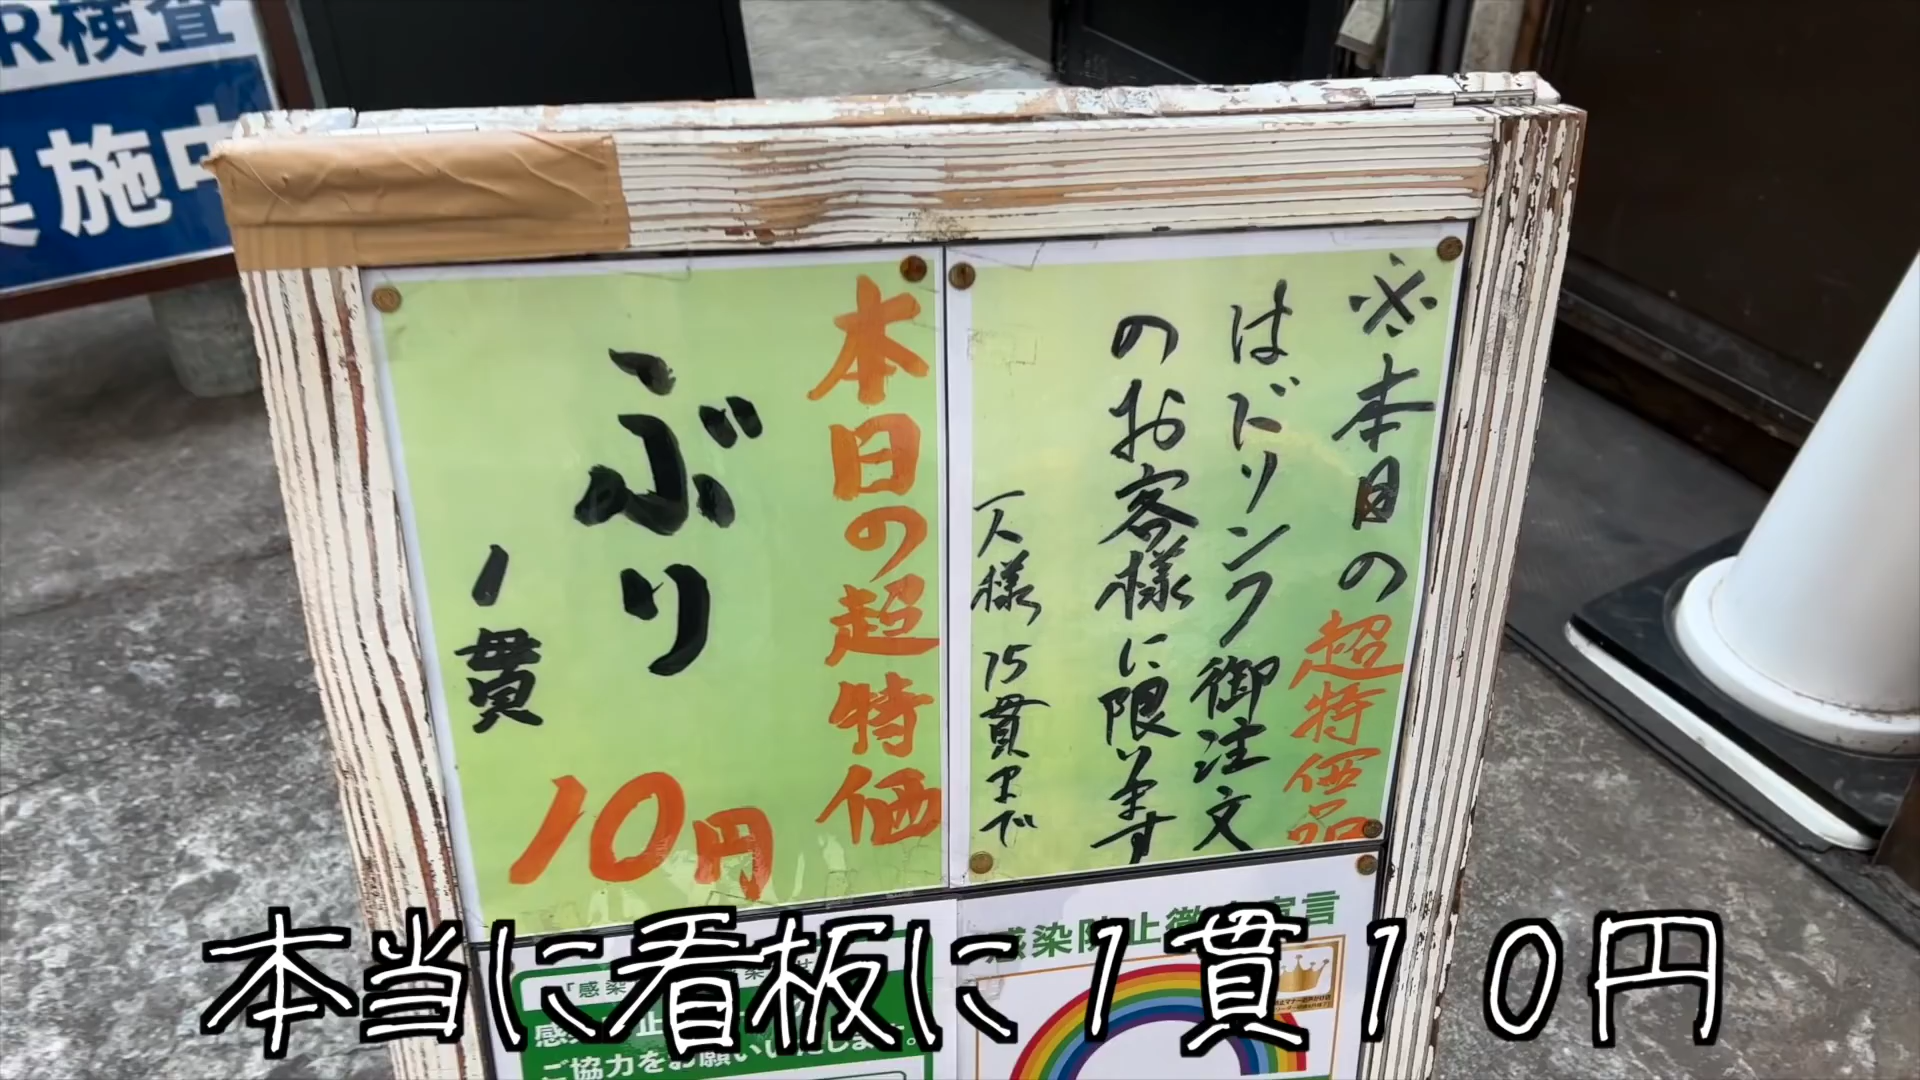 R検査
実施中
本日の超特価
ぶり
1貫
10円
※本日の超特価品
はドリンク御注文
のお客様に限ります
一人様15貫まで
感染防止徹底宣言
ご協力をお願いいたします。
本当に看板に1貫10円